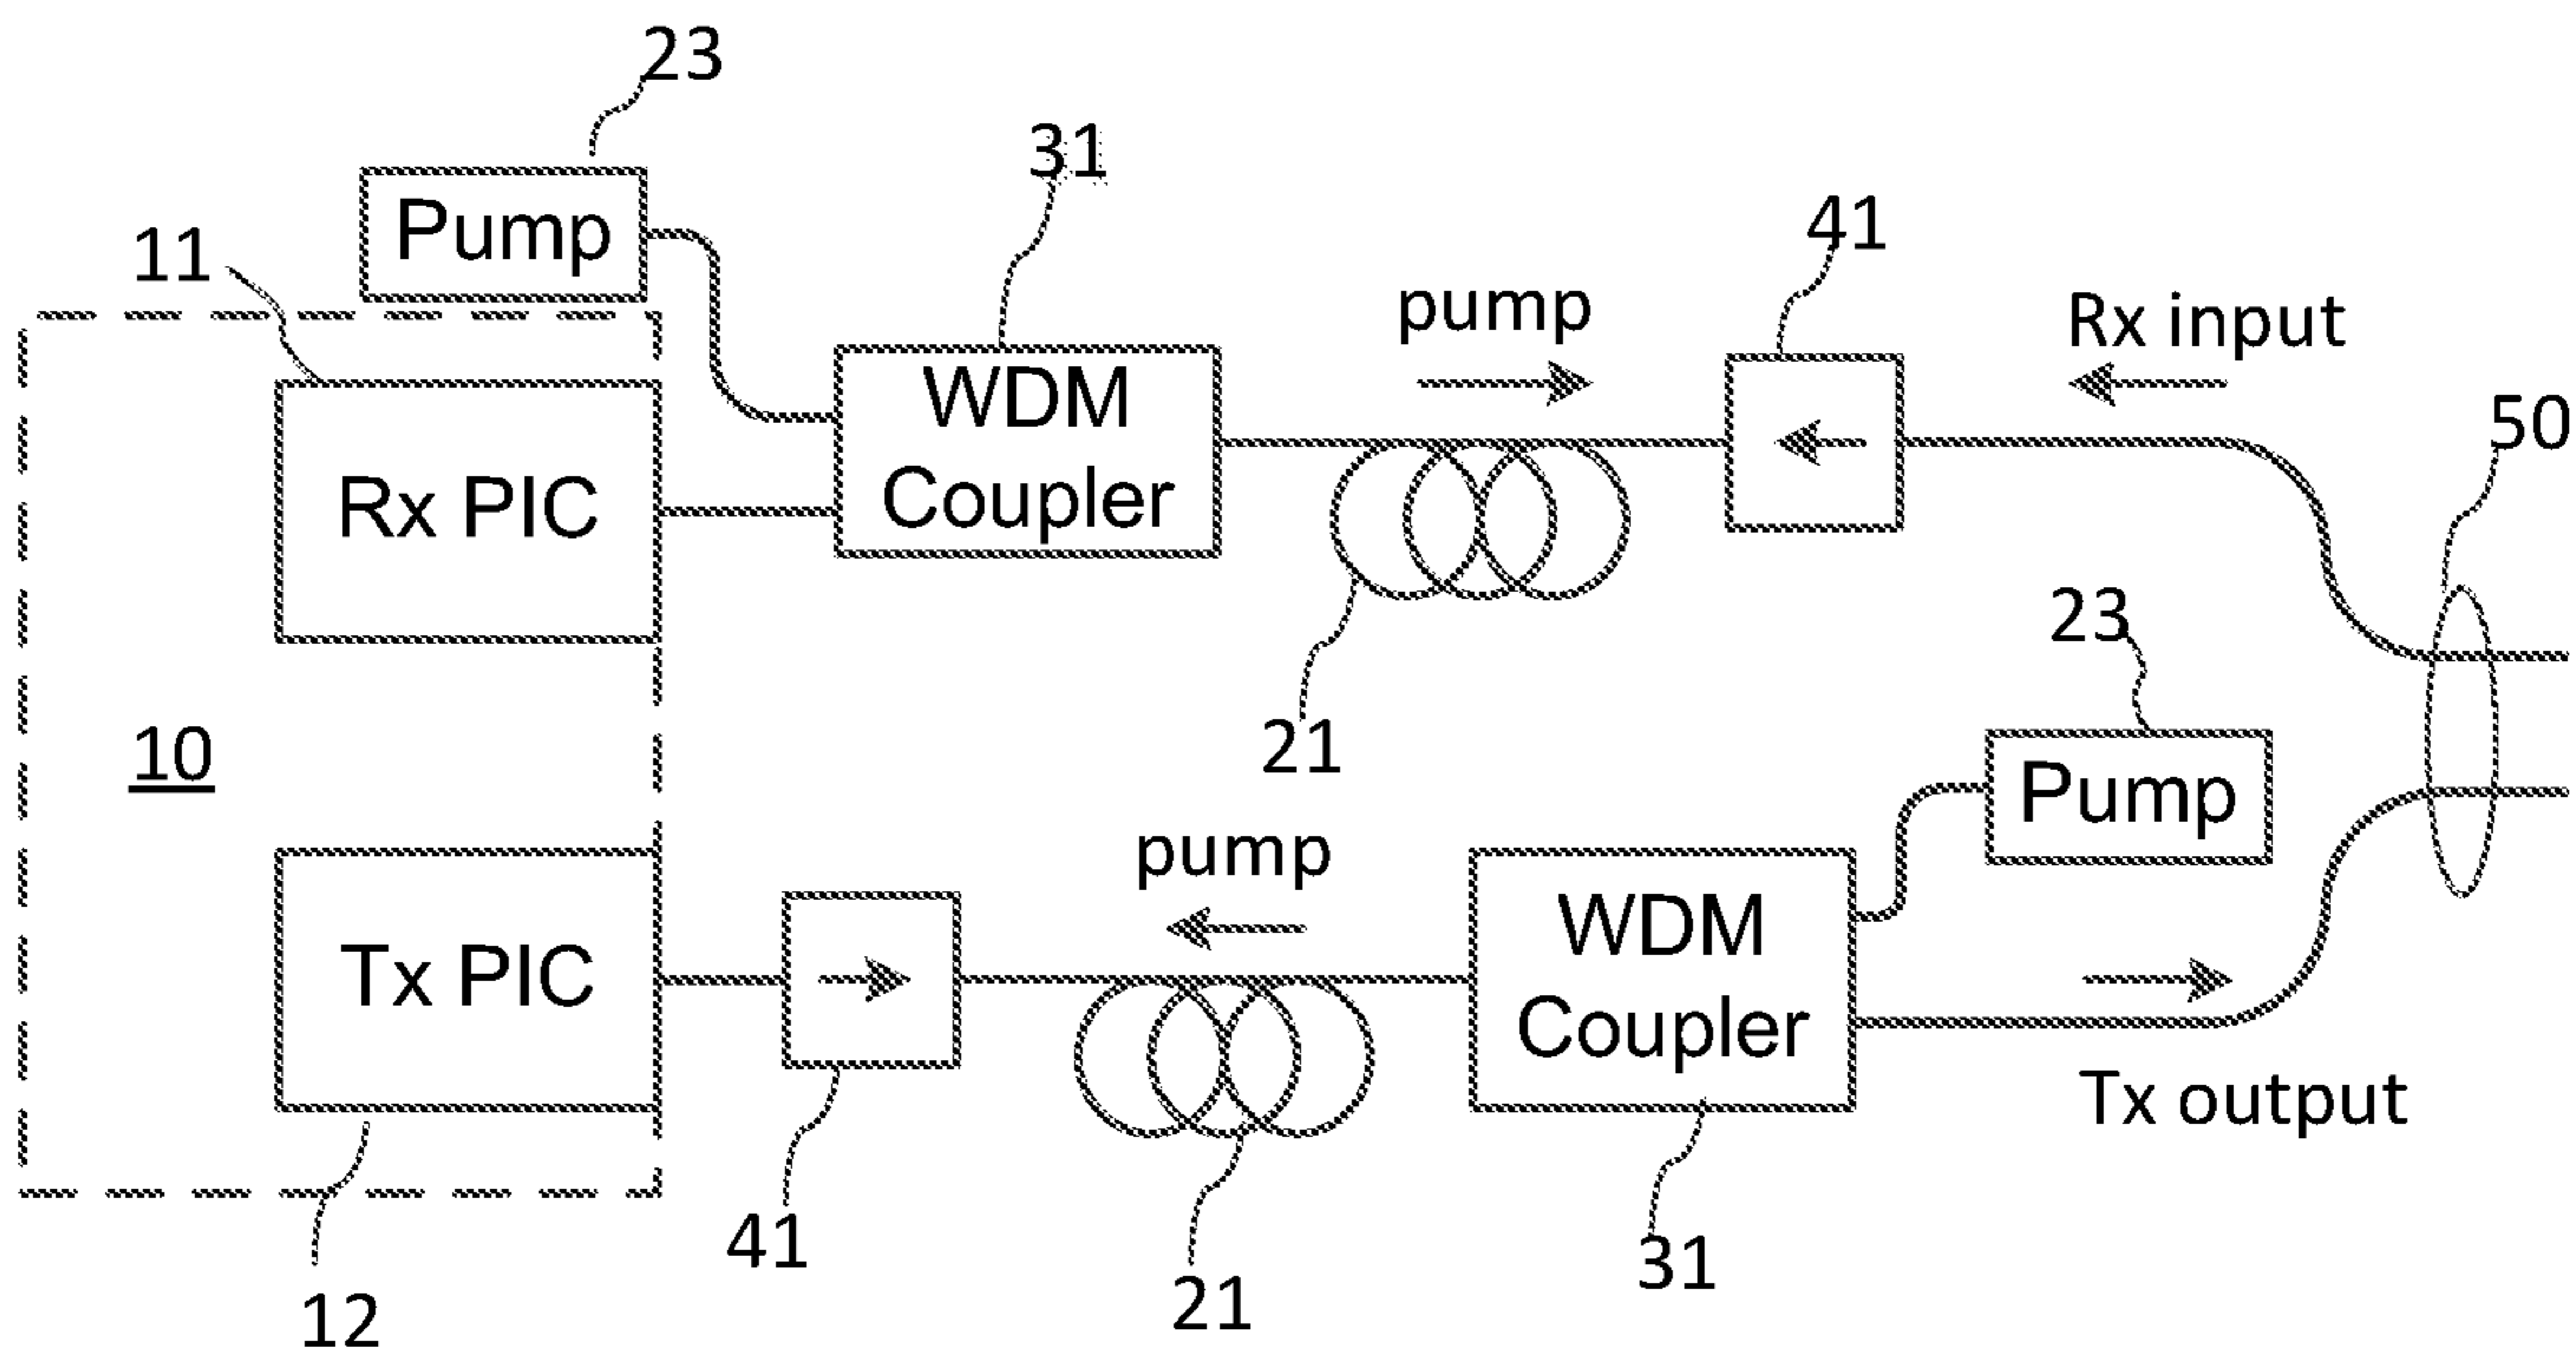 23
31
Pump
41
11
pump
Rx input
WDM
Coupler
50
Rx PIC
23
21
10
Pump
pump
WDM
Coupler
Tx PIC
Tx output
41
31
21
12